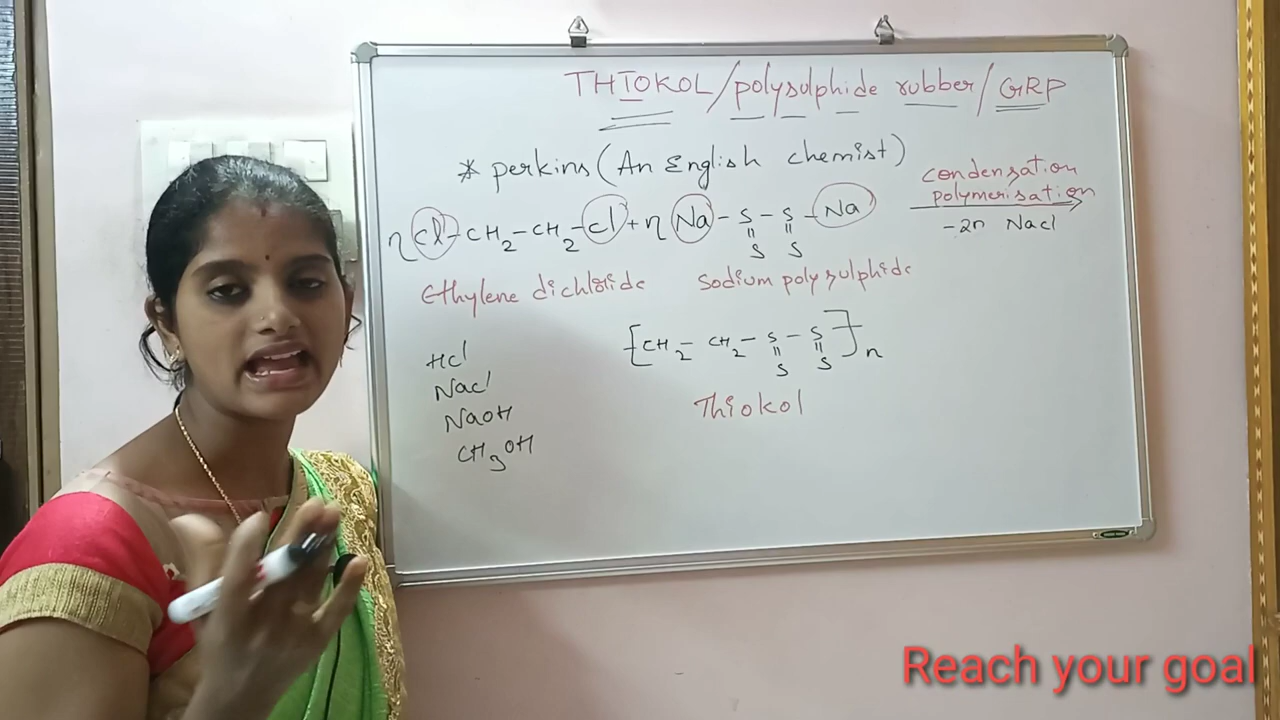 THIOKOL/polysulphide rubber/GRP
* perkins (An English chemist)
condensation
polymerisation
n Cl-CH2-CH2-Cl + n Na-S-S-Na
S S
-2n Nacl
Ethylene dichloride sodium polysulphide
[CH2-CH2-S-S]n
S S
Thiokol
Hcl
Nacl
NaOH
CH3OH
Reach your goal